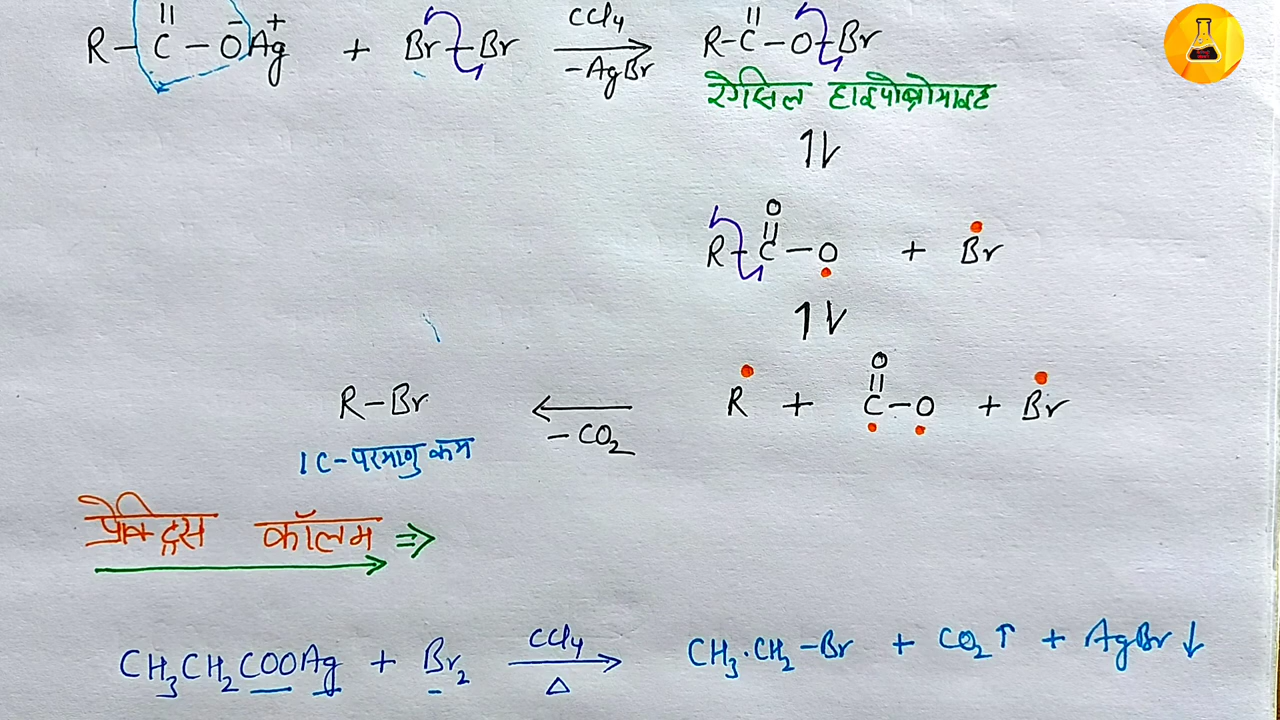 R-C-O⁻Ag⁺ + Br-Br CCl4 -AgBr R-C-O-Br
रेसिल हाइपोब्रोमाइट
O
R-C-O + Br
O
R-Br -CO2 R + C-O + Br
1C-परमाणु कम
प्रैक्ट्रिस कॉलम ⇒
CH3CH2COOAg + Br2 CCl4 Δ CH3·CH2-Br + CO2↑ + AgBr↓